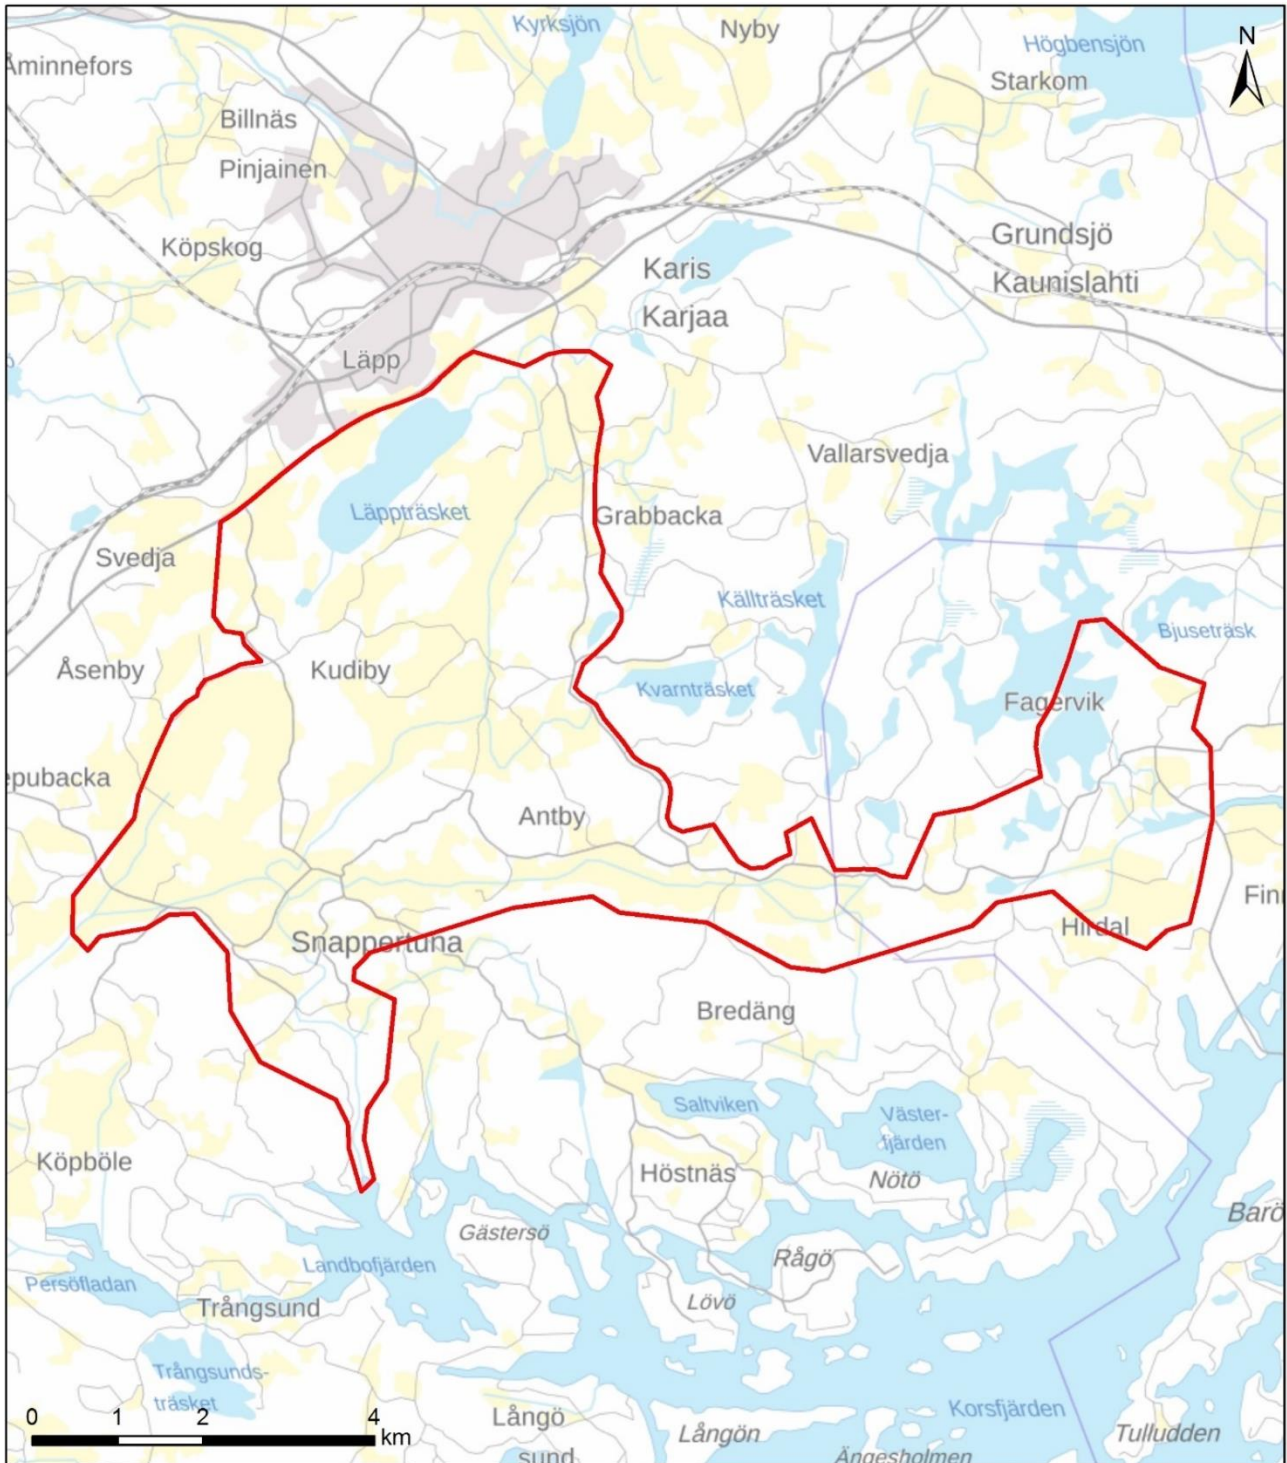 Kyrksjön
Nyby
Högbensjön
N
Åminnefors
Starkom
Billnäs
Pinjainen
Köpskog
Grundsjö
Kaunislahti
Karis
Karjaa
Läpp
Vallarsvedja
Läppträsket
Grabbacka
Svedja
Källträsket
Bjuseträsk
Åsenby
Kudiby
Kvarnträsket
Fagervik
epubacka
Antby
Fin
Hirdal
Snappertuna
Bredäng
Saltviken
Väster-
fjärden
Köpböle
Höstnäs
Nötö
Barö
Gästersö
Rågö
Landbofjärden
Persöfladan
Lövö
Trångsund
Trångsunds-
träsket
Långö
sund
Korsfjärden
Långön
Tulludden
Ängesholmen
0 1 2 4
km